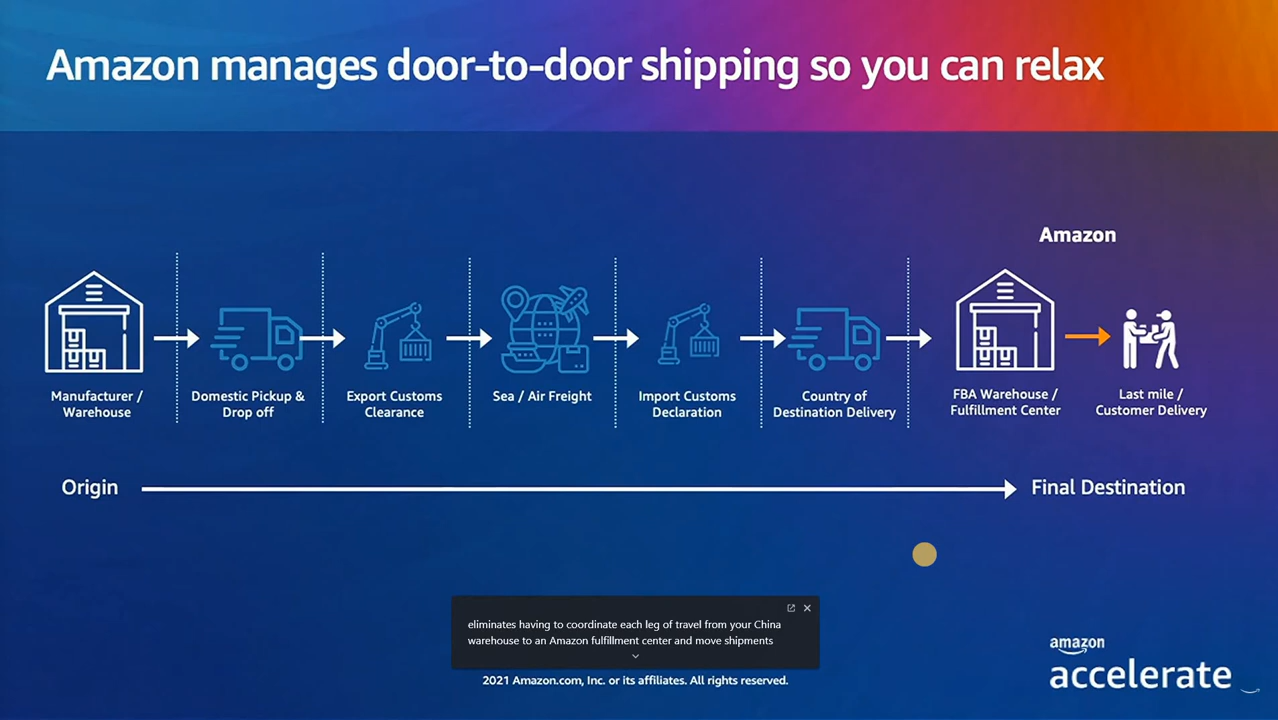 Amazon manages door-to-door shipping so you can relax
Amazon
Manufacturer /
Warehouse
Domestic Pickup &
Drop off
Export Customs
Clearance
Sea / Air Freight
Import Customs
Declaration
Country of
Destination Delivery
FBA Warehouse /
Fulfillment Center
Last mile /
Customer Delivery
Origin
Final Destination
eliminates having to coordinate each leg of travel from your China
warehouse to an Amazon fulfillment center and move shipments
2021 Amazon.com, Inc. or its affiliates. All rights reserved.
amazon
accelerate